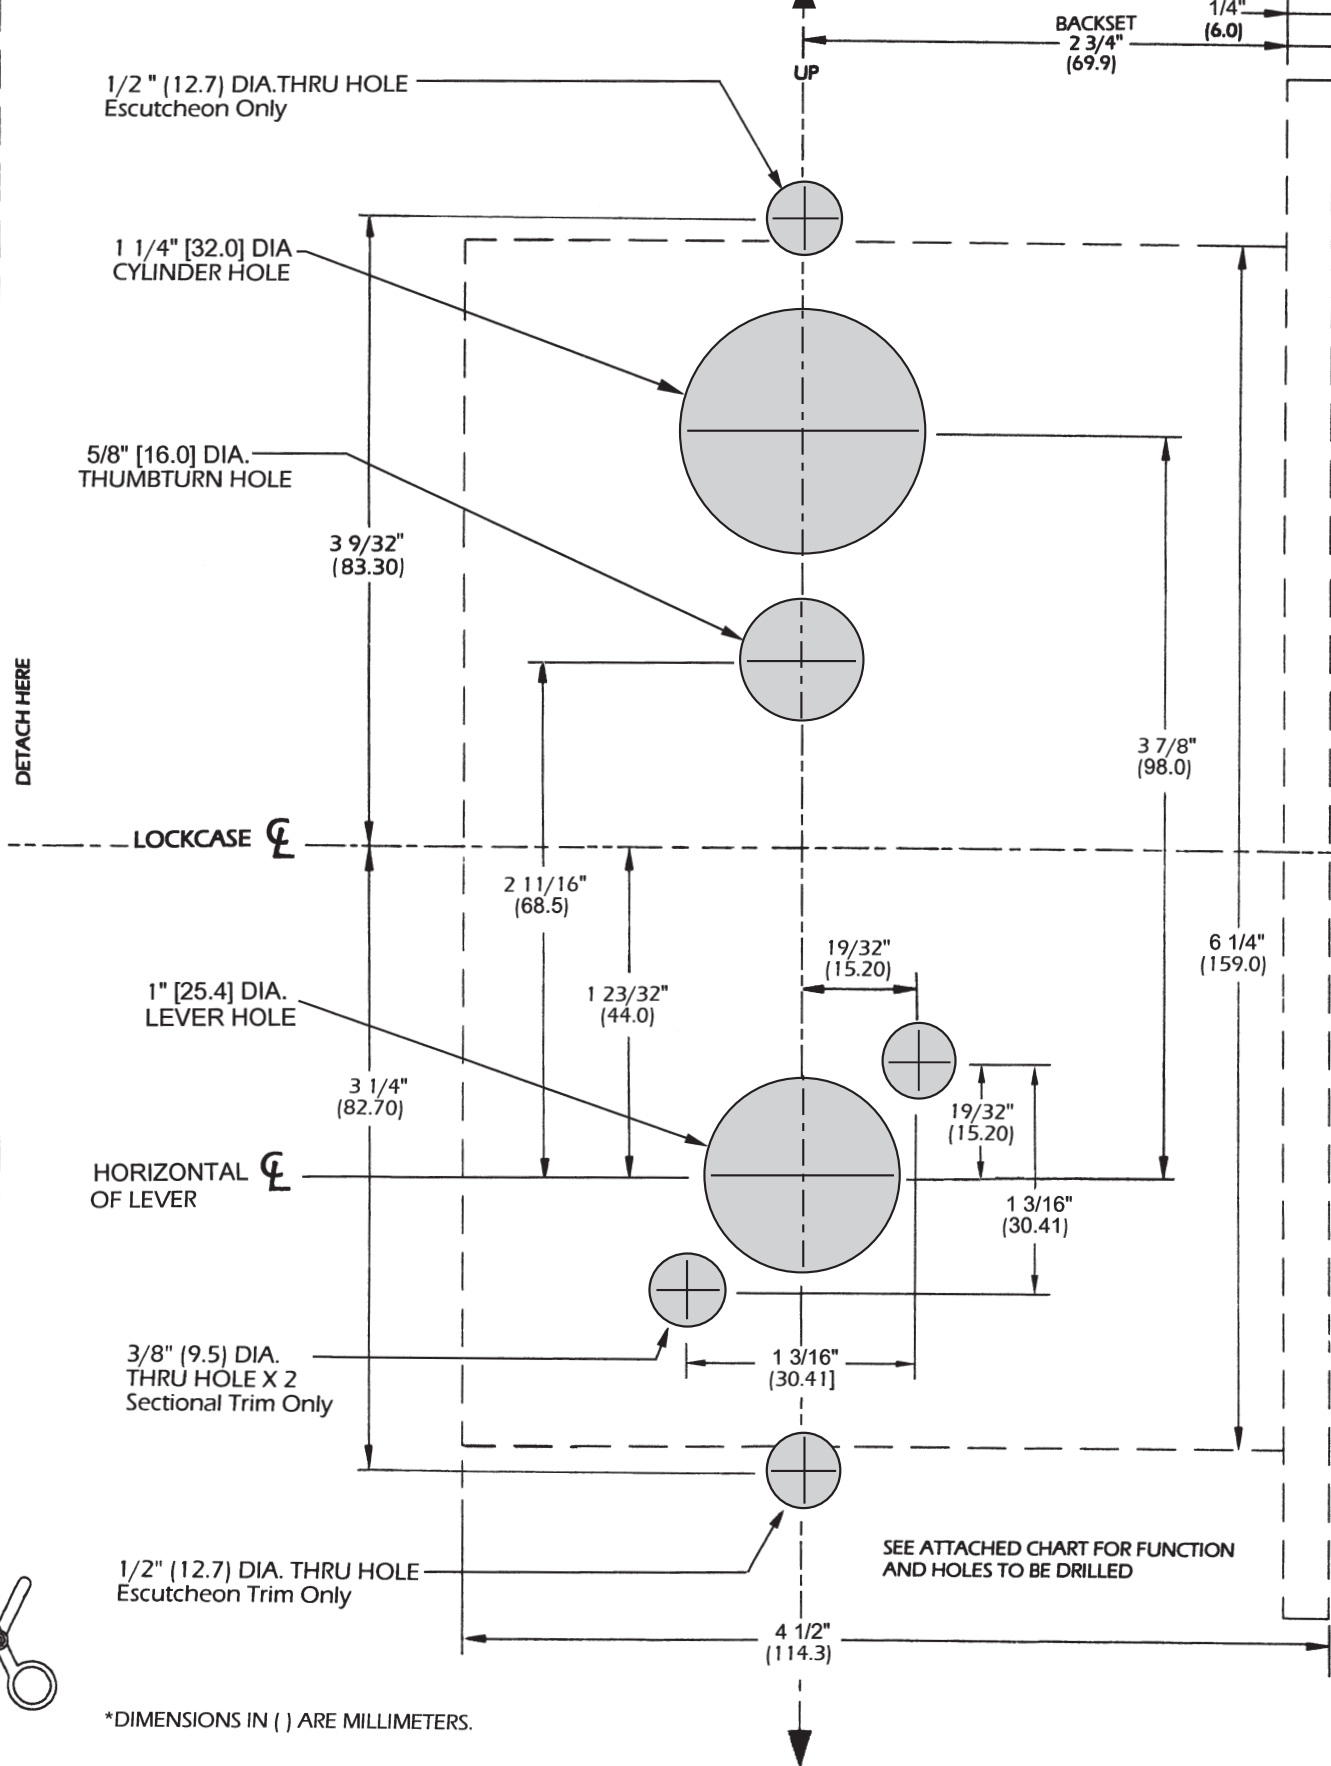 1/4"
(6.0)
BACKSET
2 3/4"
(69.9)
UP
1/2 " (12.7) DIA.THRU HOLE
Escutcheon Only
1 1/4" [32.0] DIA
CYLINDER HOLE
5/8" [16.0] DIA.
THUMBTURN HOLE
3 9/32"
(83.30)
DETACH HERE
3 7/8"
(98.0)
LOCKCASE ℄
2 11/16"
(68.5)
19/32"
(15.20)
6 1/4"
(159.0)
1" [25.4] DIA.
LEVER HOLE
1 23/32"
(44.0)
3 1/4"
(82.70)
19/32"
(15.20)
HORIZONTAL ℄
OF LEVER
1 3/16"
(30.41)
3/8" (9.5) DIA.
THRU HOLE X 2
Sectional Trim Only
1 3/16"
(30.41]
1/2" (12.7) DIA. THRU HOLE
Escutcheon Trim Only
SEE ATTACHED CHART FOR FUNCTION
AND HOLES TO BE DRILLED
4 1/2"
(114.3)
*DIMENSIONS IN ( ) ARE MILLIMETERS.